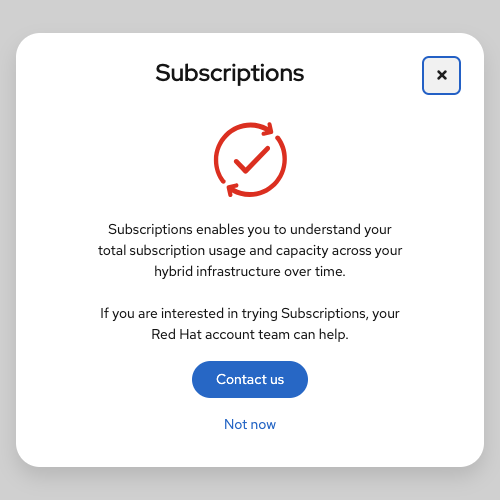 Subscriptions
Subscriptions enables you to understand your
total subscription usage and capacity across your
hybrid infrastructure over time.
If you are interested in trying Subscriptions, your
Red Hat account team can help.
Contact us
Not now